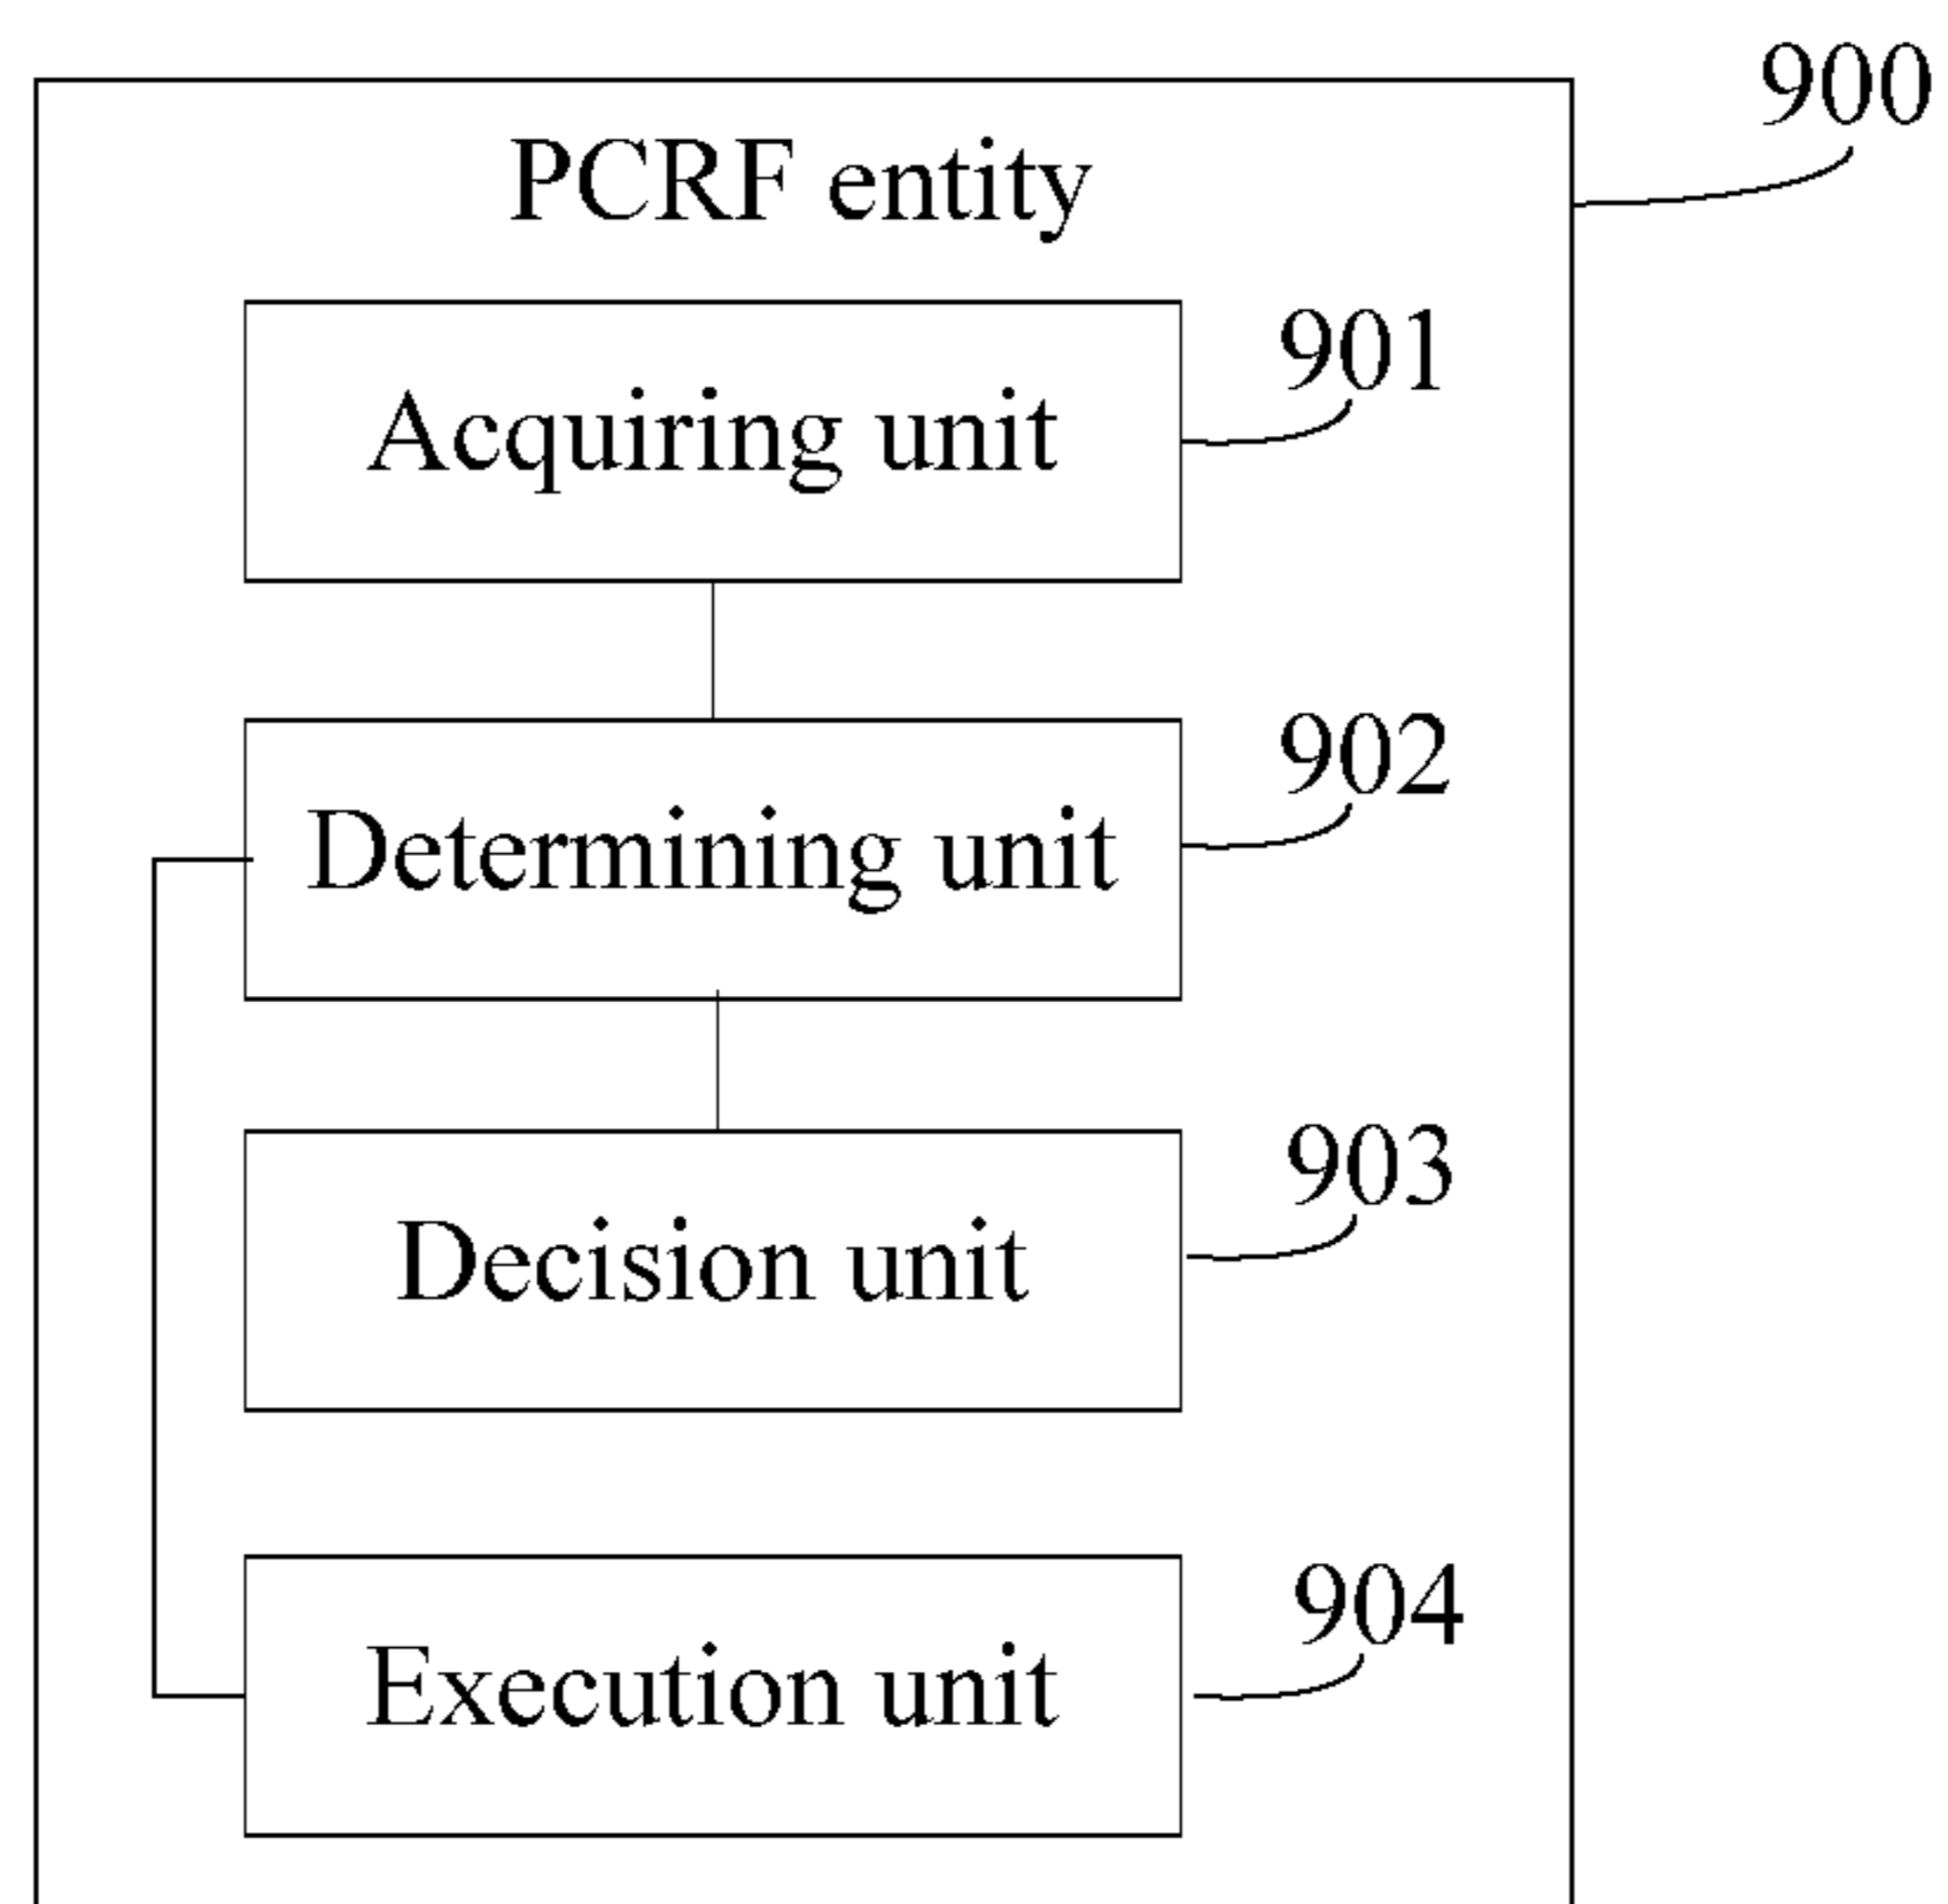 900
PCRF entity
901
Acquiring unit
902
Determining unit
903
Decision unit
904
Execution unit